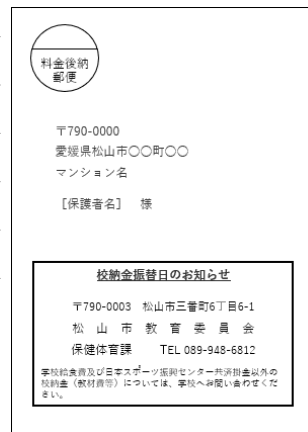 料金後納
郵便
〒790-0000
愛媛県松山市〇〇町〇〇
マンション名
［保護者名］　様
校納金振替日のお知らせ
〒790-0003　松山市三番町6丁目6-1
松　山　市　教　育　委　員　会
保健体育課　　TEL 089-948-6812
学校給食費及び日本スポーツ振興センター共済掛金以外の
校納金（教材費等）については、学校へお問い合わせくだ
さい。